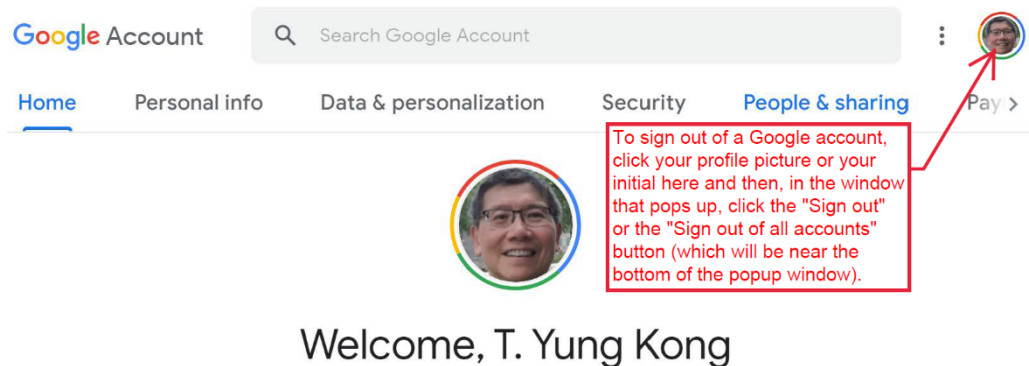 Google Account
Search Google Account
Home Personal info Data & personalization Security People & sharing
To sign out of a Google account,
click your profile picture or your
initial here and then, in the window
that pops up, click the "Sign out"
or the "Sign out of all accounts"
button (which will be near the
bottom of the popup window).
Welcome, T. Yung Kong